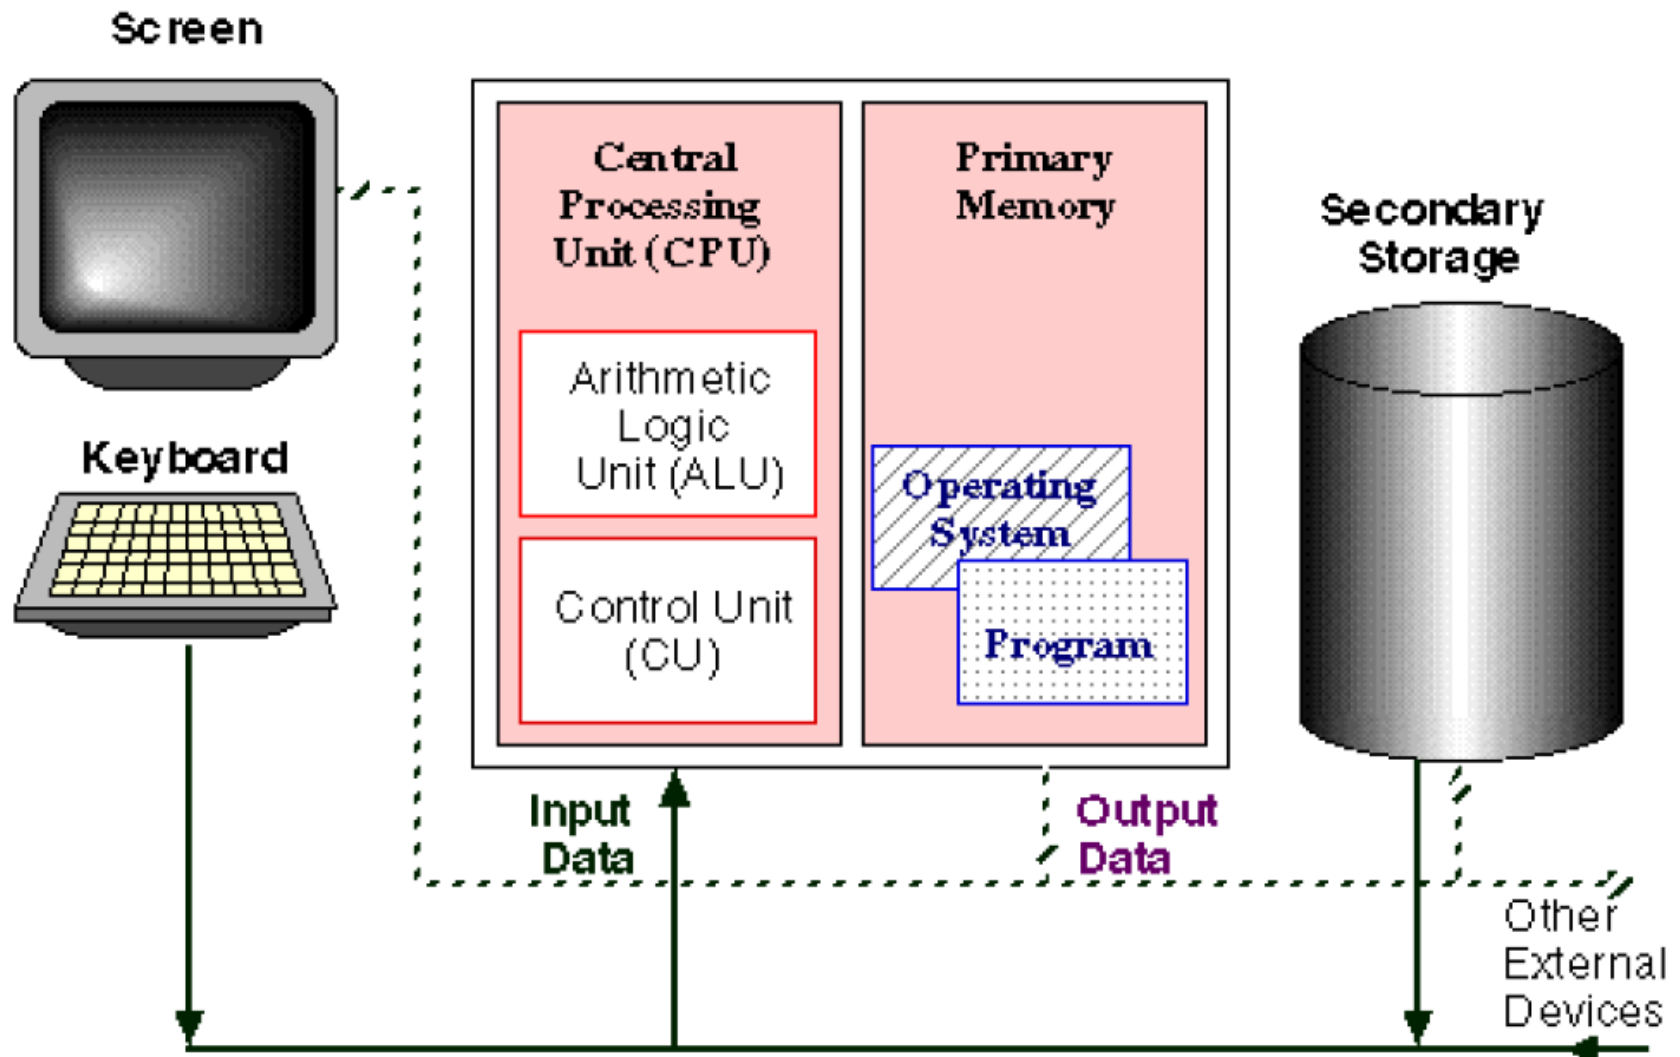 Screen
Keyboard
Central
Processing
Unit (CPU)
Arithmetic
Logic
Unit (ALU)
Control Unit
(CU)
Primary
Memory
Operating
System
Program
Secondary
Storage
Input
Data
Output
Data
Other
External
Devices